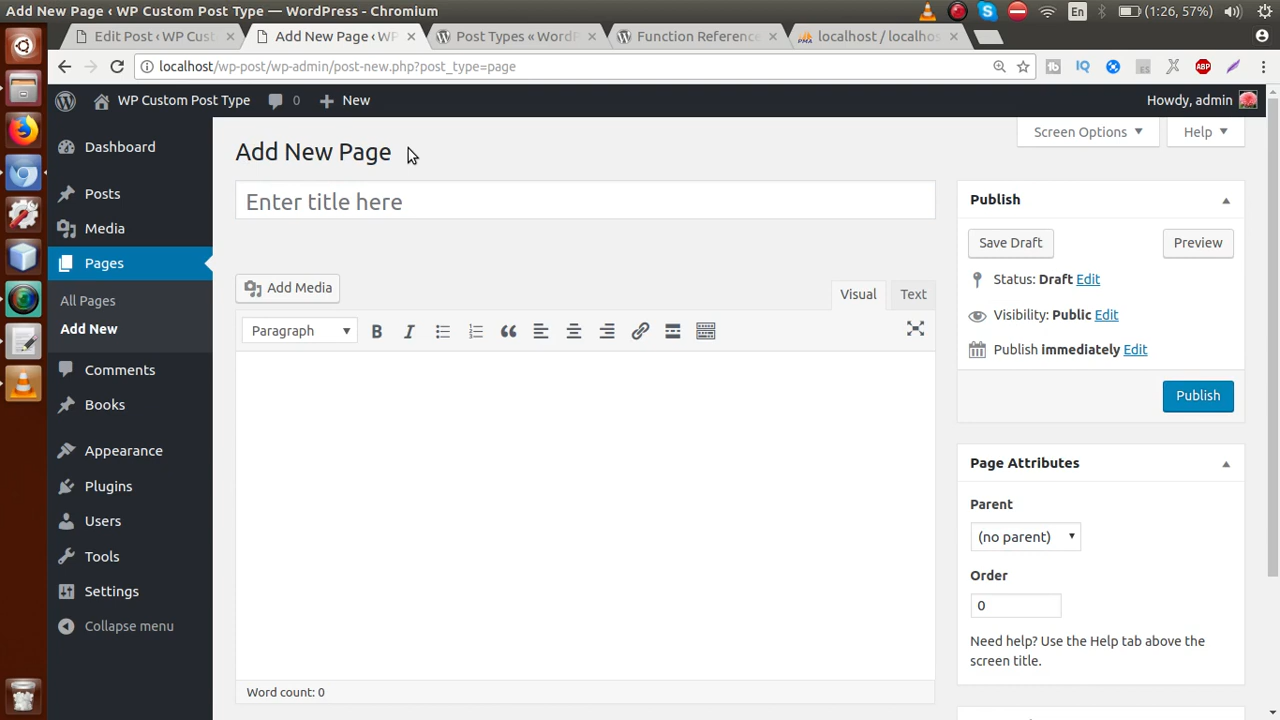 Add New Page ‹ WP Custom Post Type — WordPress - Chromium
En
(1:26, 57%)
Edit Post ‹ WP Cust
Add New Page ‹ WP
Post Types « WordP
Function Reference
localhost / localhos
localhost/wp-post/wp-admin/post-new.php?post_type=page
ABP
WP Custom Post Type
0
New
Howdy, admin
Dashboard
Posts
Media
Pages
All Pages
Add New
Comments
Books
Appearance
Plugins
Users
Tools
Settings
Collapse menu
Screen Options
Help
Add New Page
Enter title here
Add Media
Visual
Text
Paragraph
Word count: 0
Publish
Save Draft
Preview
Status: Draft Edit
Visibility: Public Edit
Publish immediately Edit
Publish
Page Attributes
Parent
(no parent)
Order
0
Need help? Use the Help tab above the
screen title.